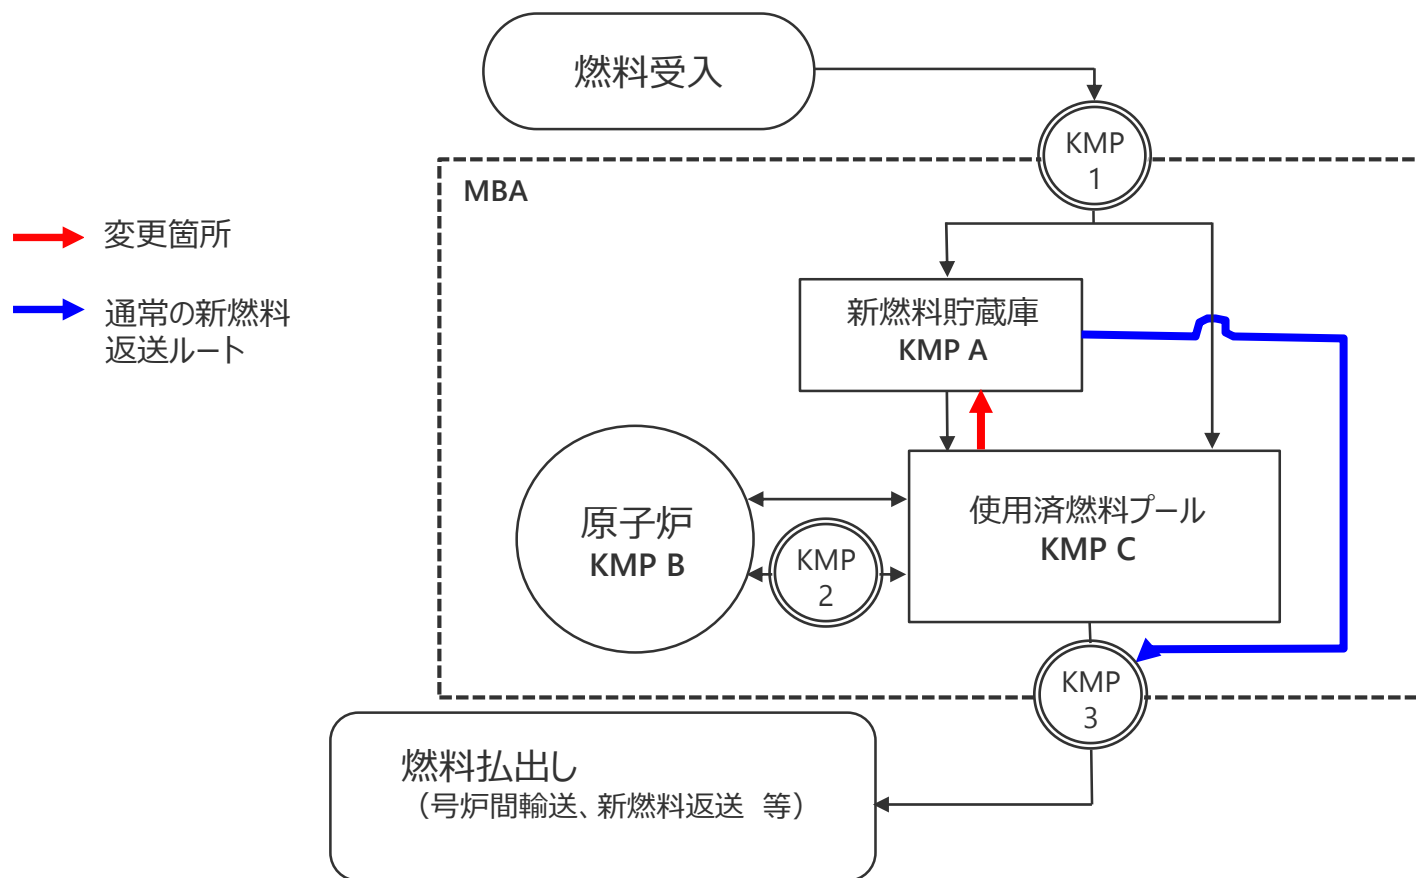 燃料受入
KMP
1
MBA
変更箇所
通常の新燃料
返送ルート
新燃料貯蔵庫
KMP A
原子炉
KMP B
KMP
2
使用済燃料プール
KMP C
KMP
3
燃料払出し
（号炉間輸送、新燃料返送　等）